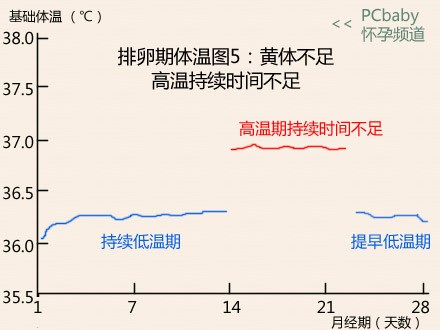 基础体温（℃）
<< PCbaby
怀孕频道
38.0
排卵期体温图5：黄体不足
高温持续时间不足
37.5
高温期持续时间不足
37.0
36.5
持续低温期
提早低温期
36.0
35.5
1 7 14 21 28
月经期（天数）